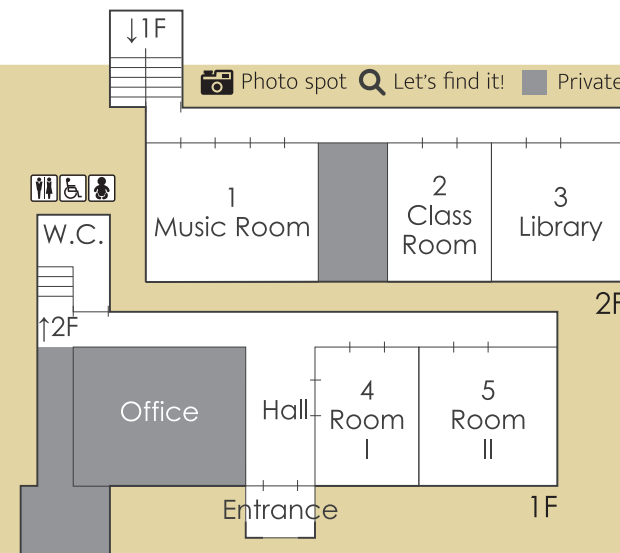 ↓1F
Photo spot Let's find it! Private
1
Music Room
2
Class
Room
3
Library
2F
W.C.
↑2F
Office
Hall
4
Room
I
5
Room
II
Entrance
1F